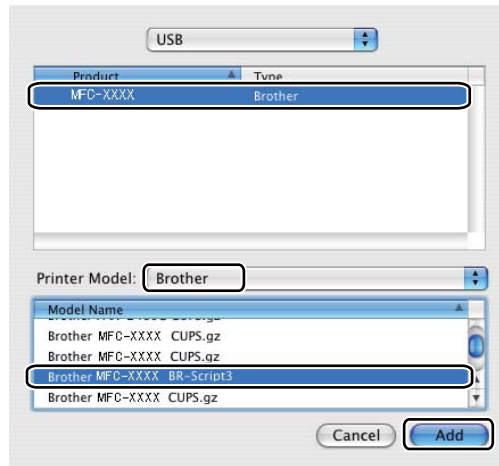 USB
Product Type
MFC-XXXX Brother
Printer Model: Brother
Model Name
Brother MFC-XXXX CUPS.gz
Brother MFC-XXXX CUPS.gz
Brother MFC-XXXX BR-Script3
Brother MFC-XXXX CUPS.gz
Cancel Add